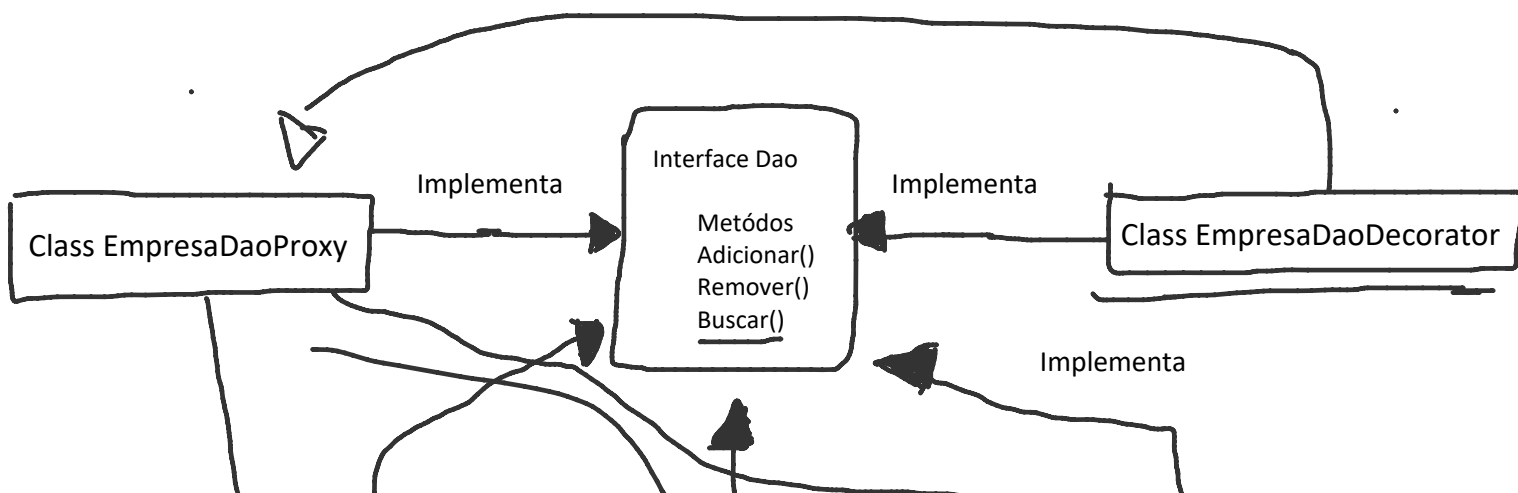 Interface Dao
Implementa
Implementa
Metódos
Adicionar()
Remover()
Buscar()
Class EmpresaDaoProxy
Class EmpresaDaoDecorator
Implementa